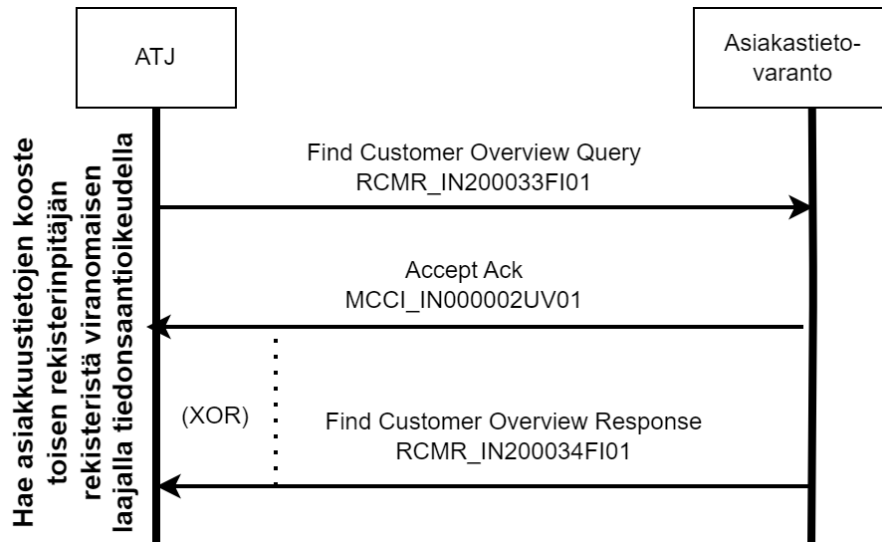 ATJ
Asiakastieto-
varanto
Hae asiakkuustietojen kooste
toisen rekisterinpitäjän
rekisteristä viranomaisen
laajalla tiedonsaantioikeudella
Find Customer Overview Query
RCMR_IN200033FI01
Accept Ack
MCCI_IN000002UV01
(XOR)
Find Customer Overview Response
RCMR_IN200034FI01